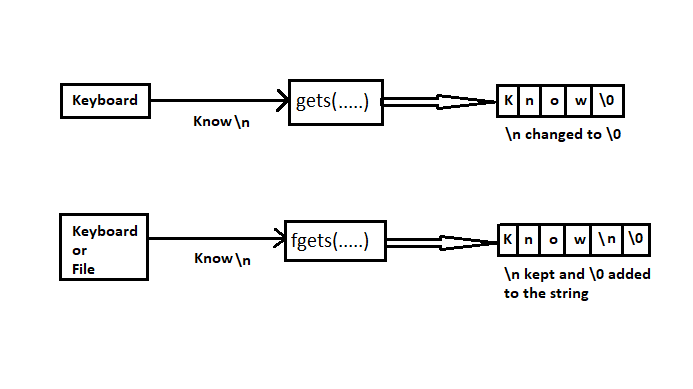 Keyboard
Know \n
gets(.....)
K n o w \0
\n changed to \0
Keyboard
or
File
Know \n
fgets(.....)
K n o w \n \0
\n kept and \0 added
to the string